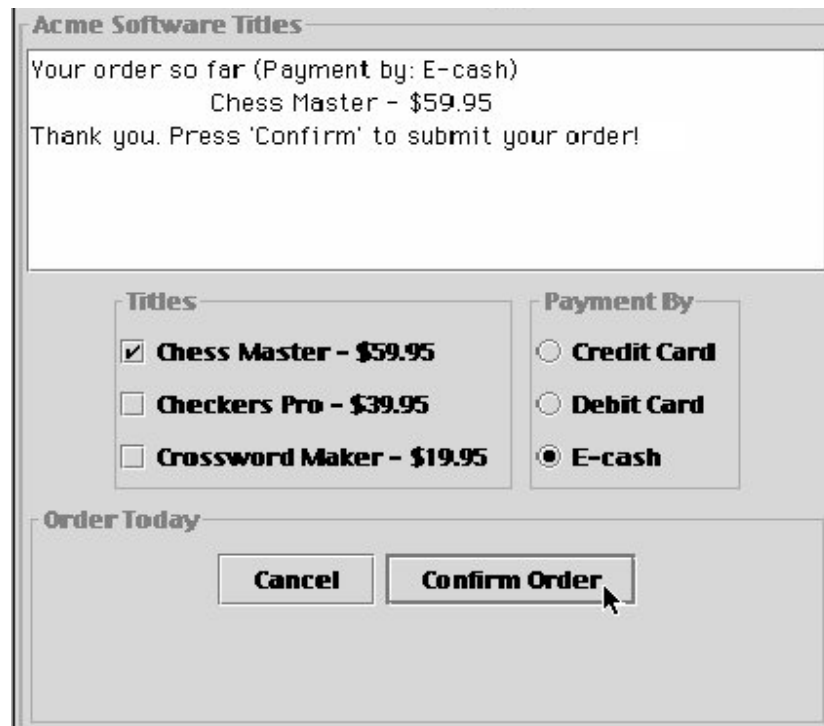 Acme Software Titles
Your order so far (Payment by: E-cash)
Chess Master - $59.95
Thank you. Press 'Confirm' to submit your order!
Titles
Chess Master - $59.95
Checkers Pro - $39.95
Crossword Maker - $19.95
Payment By
Credit Card
Debit Card
E-cash
Order Today
Cancel
Confirm Order